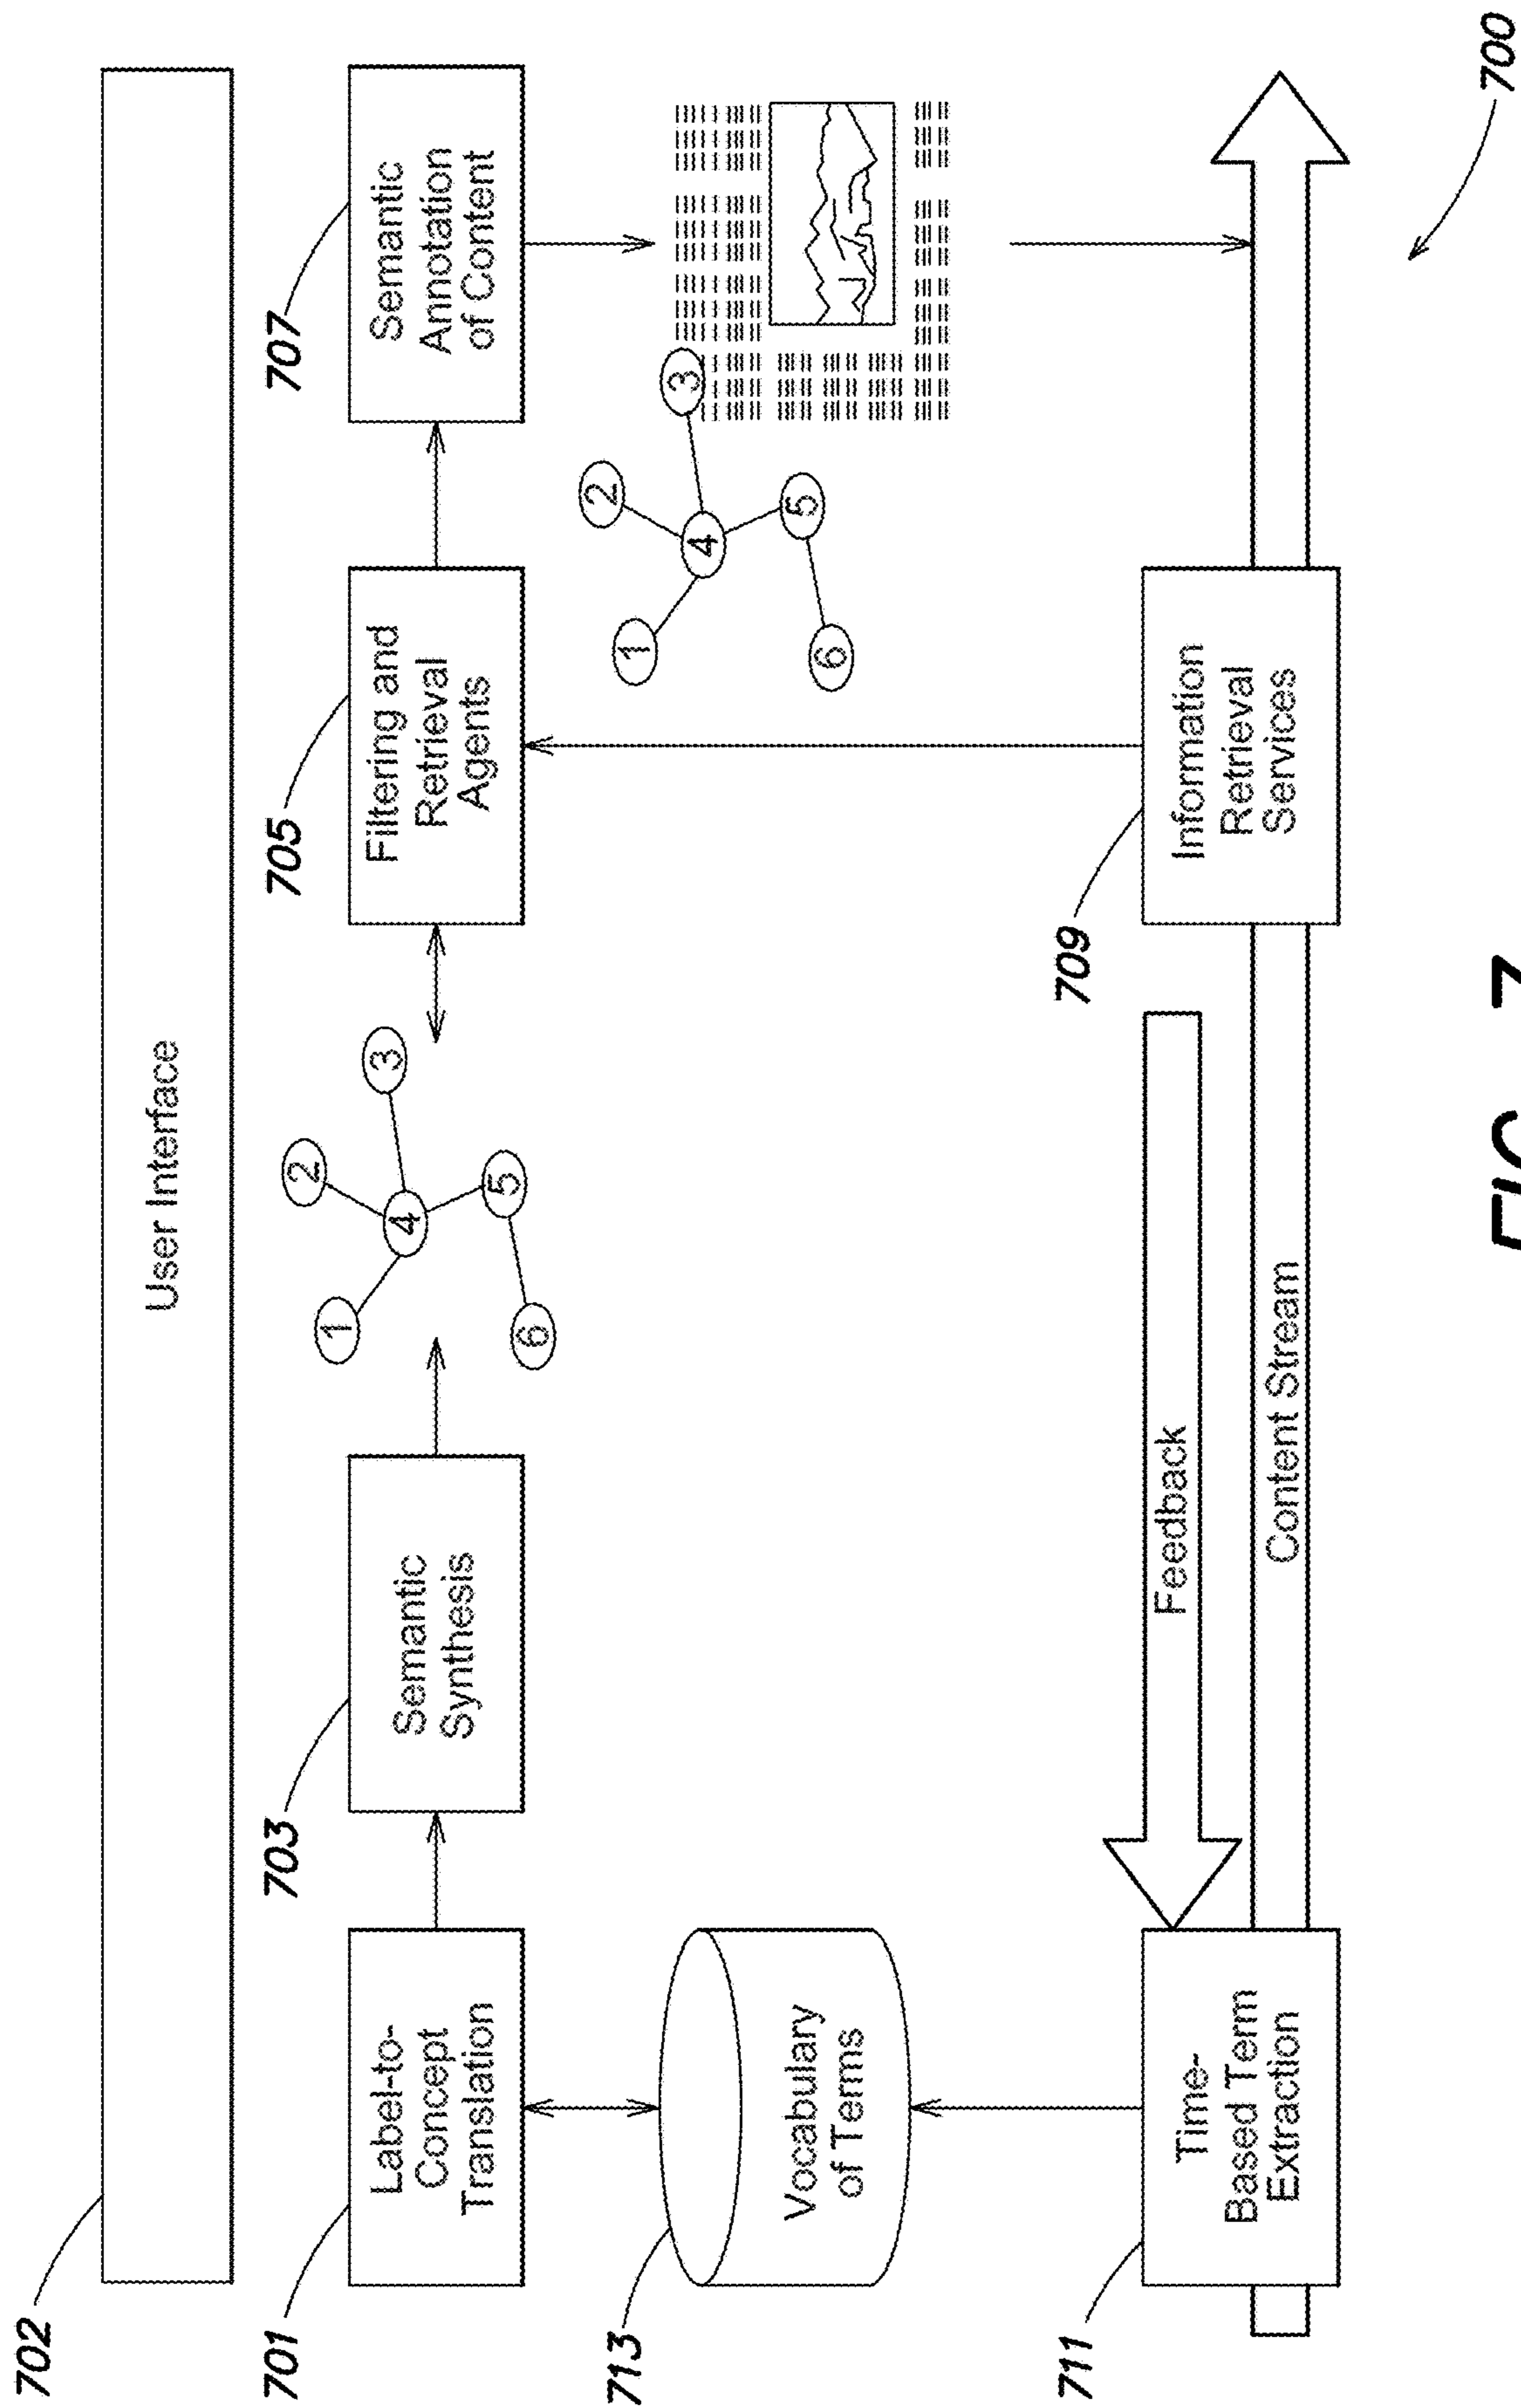 702
User Interface
701
Label-to-
Concept
Translation
703
Semantic
Synthesis
1
2
3
4
5
6
705
Filtering and
Retrieval
Agents
707
Semantic
Annotation
of Content
713
Vocabulary
of Terms
1
2
3
4
5
6
711
Time-
Based Term
Extraction
Feedback
Content Stream
709
Information
Retrieval
Services
700
FIG. 7